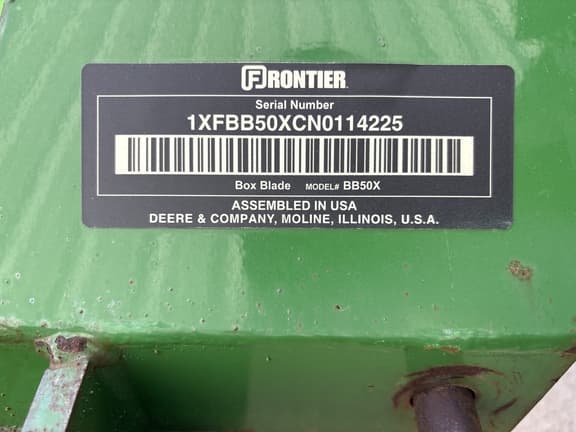 FRONTIER
Serial Number
1XFBB50XCN0114225
Box Blade MODEL# BB50X
ASSEMBLED IN USA
DEERE & COMPANY, MOLINE, ILLINOIS, U.S.A.